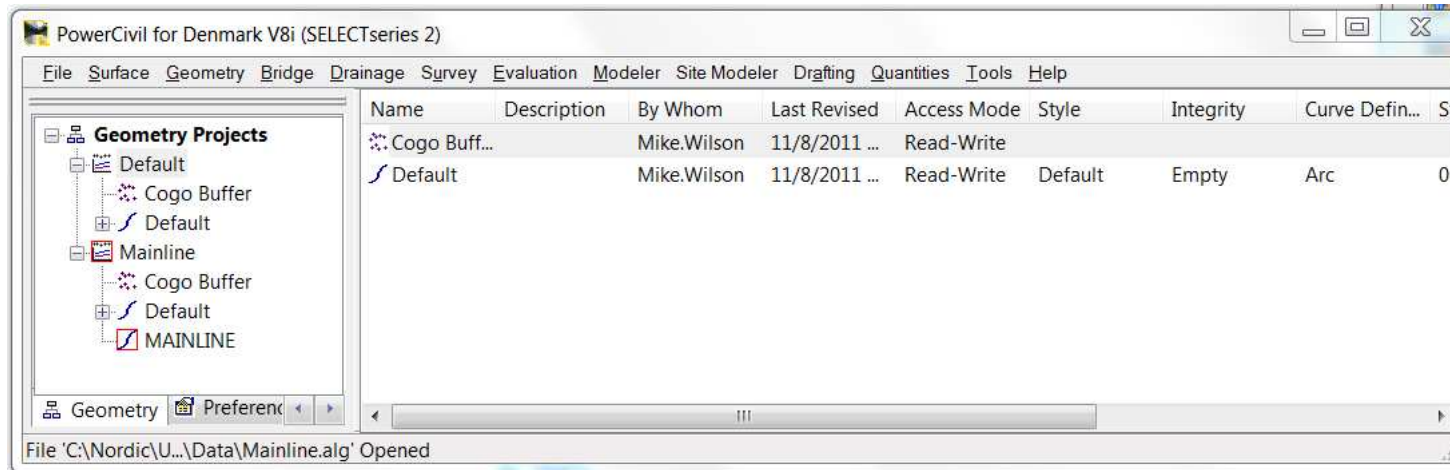 PowerCivil for Denmark V8i (SELECTseries 2)
File Surface Geometry Bridge Drainage Survey Evaluation Modeler Site Modeler Drafting Quantities Tools Help
Name Description By Whom Last Revised Access Mode Style Integrity Curve Defin... S
Cogo Buff... Mike.Wilson 11/8/2011 ... Read-Write
Default Mike.Wilson 11/8/2011 ... Read-Write Default Empty Arc 0
Geometry Projects
Default
Cogo Buffer
Default
Mainline
Cogo Buffer
Default
MAINLINE
Geometry Preferenc
File 'C:\Nordic\U...\Data\Mainline.alg' Opened